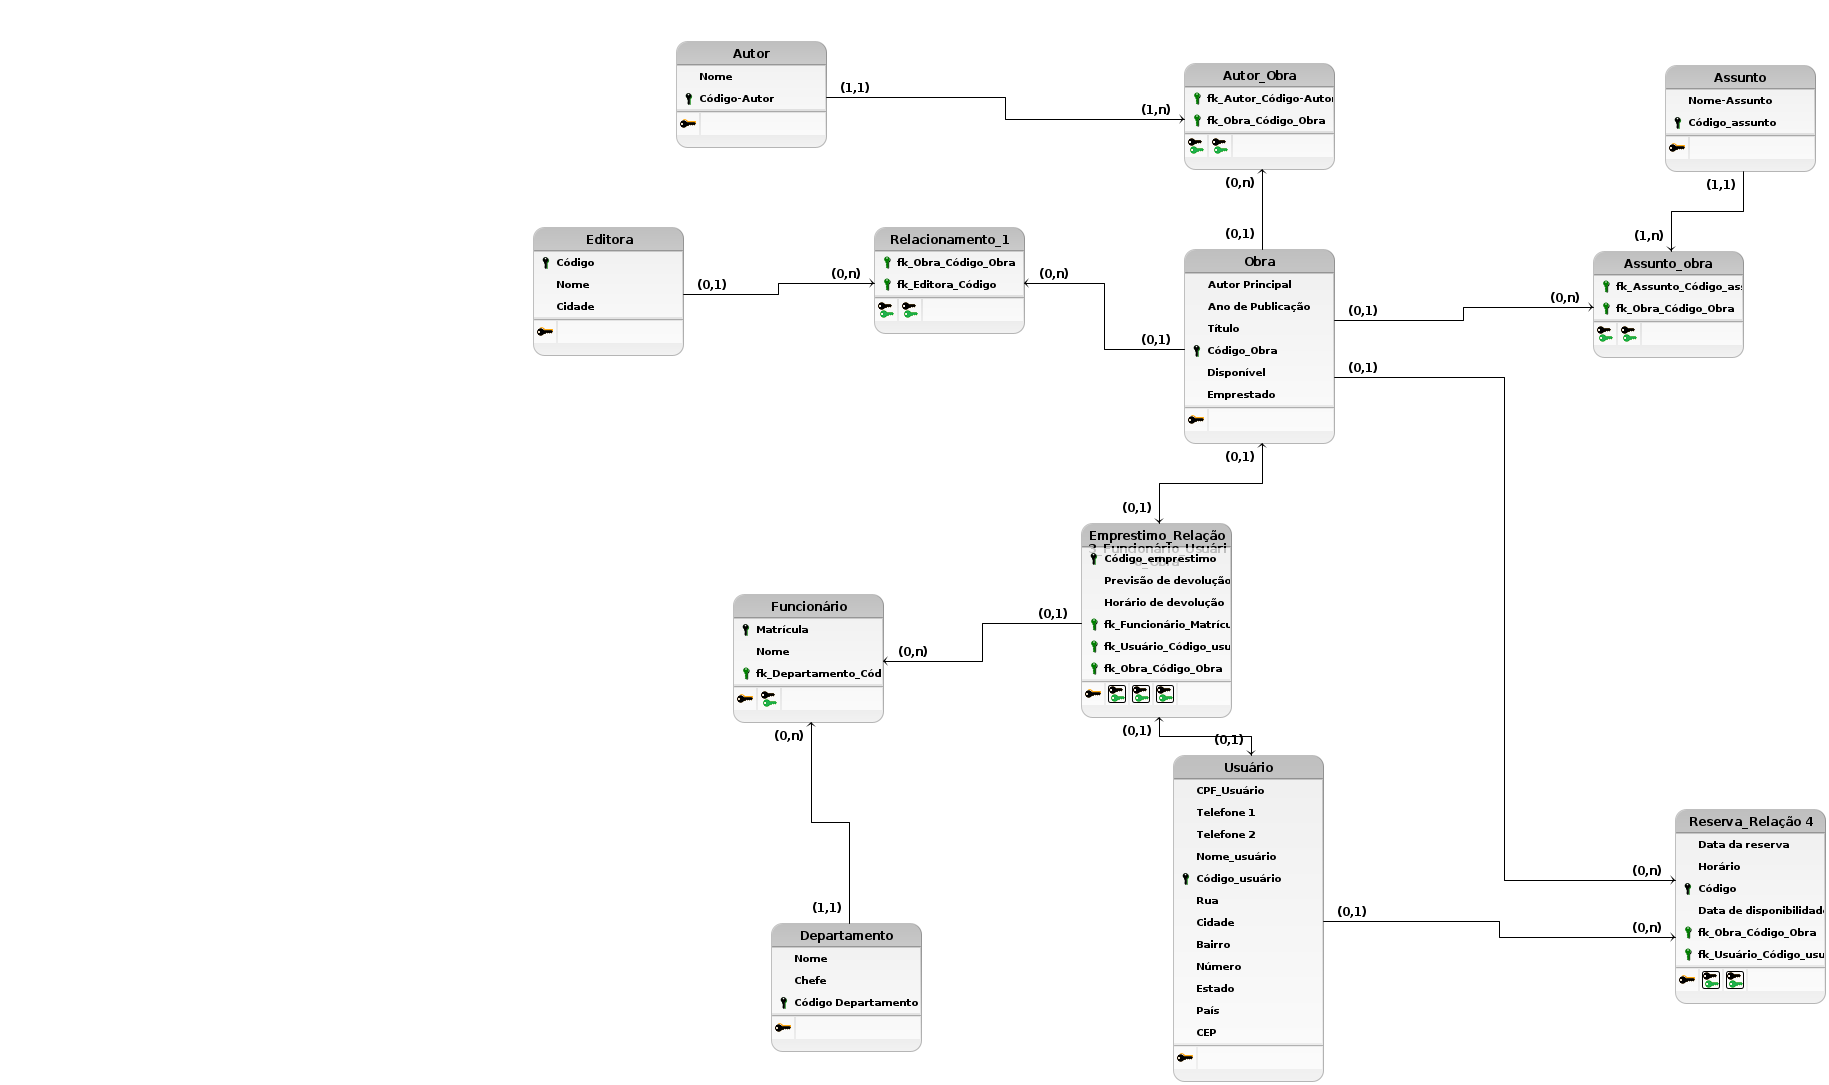 Autor
Nome
Código-Autor
(1,1)
(1,n)
Autor_Obra
fk_Autor_Código-Autor
fk_Obra_Código_Obra
(0,n)
(0,1)
Assunto
Nome-Assunto
Código_assunto
(1,1)
(1,n)
Assunto_obra
fk_Assunto_Código_as
fk_Obra_Código_Obra
Editora
Código
Nome
Cidade
(0,1)
(0,n)
Relacionamento_1
fk_Obra_Código_Obra
fk_Editora_Código
(0,n)
(0,1)
Obra
Autor Principal
Ano de Publicação
Título
Código_Obra
Disponível
Emprestado
(0,1)
(0,n)
(0,1)
(0,1)
(0,1)
Emprestimo_Relação
3_Funcionário_Usuári
o_Obra
Código_emprestimo
Previsão de devolução
Horário de devolução
fk_Funcionário_Matrícu
fk_Usuário_Código_usu
fk_Obra_Código_Obra
(0,1)
(0,n)
Funcionário
Matrícula
Nome
fk_Departamento_Cód
(0,n)
(1,1)
Departamento
Nome
Chefe
Código Departamento
(0,1)
(0,1)
Usuário
CPF_Usuário
Telefone 1
Telefone 2
Nome_usuário
Código_usuário
Rua
Cidade
Bairro
Número
Estado
País
CEP
(0,1)
(0,n)
(0,n)
Reserva_Relação 4
Data da reserva
Horário
Código
Data de disponibilidad
fk_Obra_Código_Obra
fk_Usuário_Código_usu